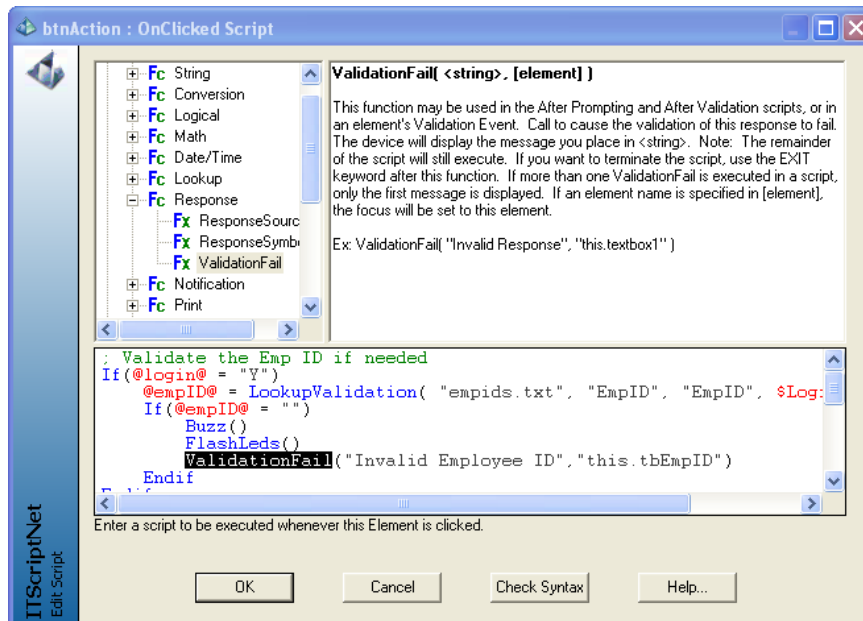 btnAction : OnClicked Script
Fc String
Fc Conversion
Fc Logical
Fc Math
Fc Date/Time
Fc Lookup
Fc Response
Fx ResponseSourc
Fx ResponseSymb
Fx ValidationFail
Fc Notification
Fc Print
ValidationFail( <string>, [element] )
This function may be used in the After Prompting and After Validation scripts, or in
an element's Validation Event. Call to cause the validation of this response to fail.
The device will display the message you place in <string>. Note: The remainder
of the script will still execute. If you want to terminate the script, use the EXIT
keyword after this function. If more than one ValidationFail is executed in a script,
only the first message is displayed. If an element name is specified in [element],
the focus will be set to this element.
Ex: ValidationFail( "Invalid Response", "this.textbox1" )
; Validate the Emp ID if needed
If(@login@ = "Y")
@empID@ = LookupValidation( "empids.txt", "EmpID", "EmpID", $Log
If(@empID@ = "")
Buzz()
FlashLeds()
ValidationFail("Invalid Employee ID","this.tbEmpID")
Endif
Enter a script to be executed whenever this Element is clicked.
OK
Cancel
Check Syntax
Help...
ITScriptNet
Edit Script